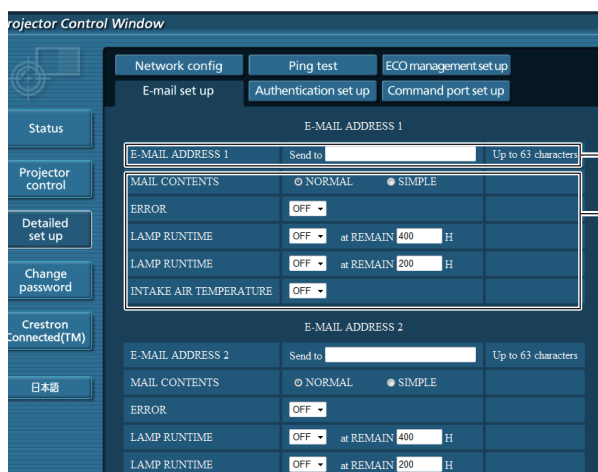 rojector Control Window
Network config Ping test ECO management set up
E-mail set up Authentication set up Command port set up
Status
Projector
control
Detailed
set up
Change
password
Crestron
Connected(TM)
日本語
E-MAIL ADDRESS 1
E-MAIL ADDRESS 1 Send to Up to 63 characters
MAIL CONTENTS NORMAL SIMPLE
ERROR OFF
LAMP RUNTIME OFF at REMAIN 400 H
LAMP RUNTIME OFF at REMAIN 200 H
INTAKE AIR TEMPERATURE OFF
E-MAIL ADDRESS 2
E-MAIL ADDRESS 2 Send to Up to 63 characters
MAIL CONTENTS NORMAL SIMPLE
ERROR OFF
LAMP RUNTIME OFF at REMAIN 400 H
LAMP RUNTIME OFF at REMAIN 200 H